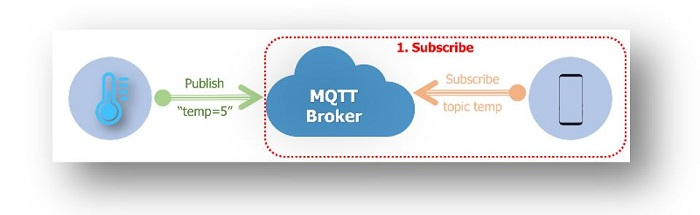 1. Subscribe
Publish
"temp=5"
MQTT
Broker
Subscribe
topic temp